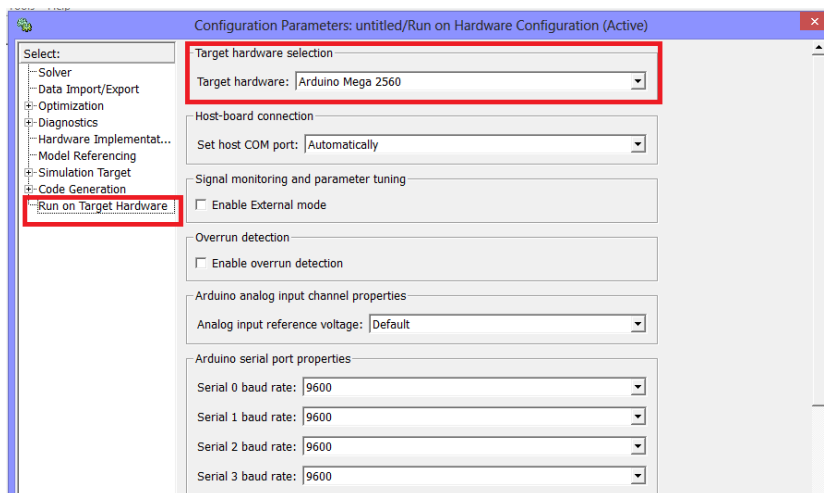 Tools Help
Configuration Parameters: untitled/Run on Hardware Configuration (Active)
Select:
Solver
Data Import/Export
Optimization
Diagnostics
Hardware Implementat...
Model Referencing
Simulation Target
Code Generation
Run on Target Hardware
Target hardware selection
Target hardware: Arduino Mega 2560
Host-board connection
Set host COM port: Automatically
Signal monitoring and parameter tuning
Enable External mode
Overrun detection
Enable overrun detection
Arduino analog input channel properties
Analog input reference voltage: Default
Arduino serial port properties
Serial 0 baud rate: 9600
Serial 1 baud rate: 9600
Serial 2 baud rate: 9600
Serial 3 baud rate: 9600